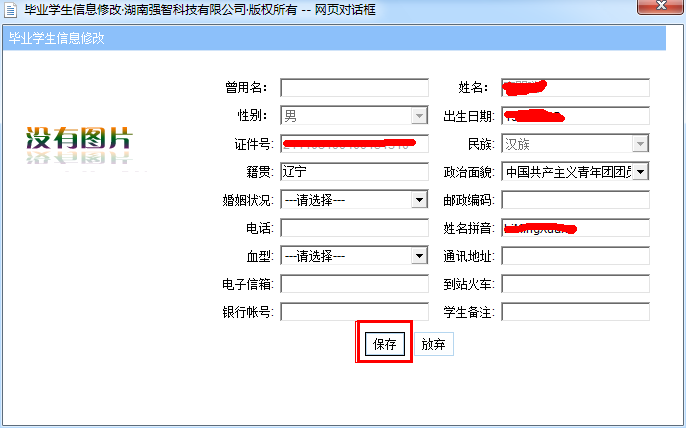 毕业学生信息修改·湖南强智科技有限公司·版权所有 -- 网页对话框
毕业学生信息修改
没有图片
曾用名: 姓名:
性别: 男 出生日期:
证件号: 民族: 汉族
籍贯: 辽宁 政治面貌: 中国共产主义青年团团员
婚姻状况: ---请选择--- 邮政编码:
电话: 姓名拼音:
血型: ---请选择--- 通讯地址:
电子信箱: 到站火车:
银行帐号: 学生备注:
保存 放弃